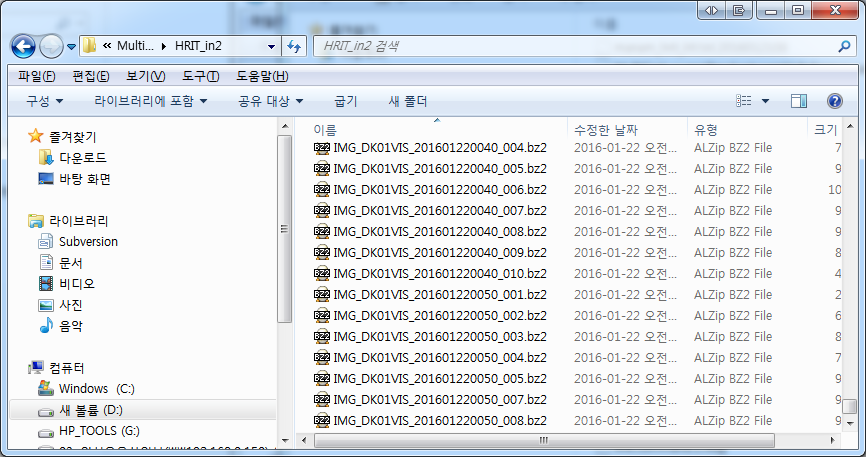 « Multi... ▸ HRIT_in2
HRIT_in2 검색
파일(F) 편집(E) 보기(V) 도구(T) 도움말(H)
구성 라이브러리에 포함 공유 대상 굽기 새 폴더
즐겨찾기
다운로드
바탕 화면
라이브러리
Subversion
문서
비디오
사진
음악
컴퓨터
Windows (C:)
새 볼륨 (D:)
HP_TOOLS (G:)
이름 수정한 날짜 유형 크기
IMG_DK01VIS_201601220040_004.bz2 2016-01-22 오전... ALZip BZ2 File 7
IMG_DK01VIS_201601220040_005.bz2 2016-01-22 오전... ALZip BZ2 File 9
IMG_DK01VIS_201601220040_006.bz2 2016-01-22 오전... ALZip BZ2 File 10
IMG_DK01VIS_201601220040_007.bz2 2016-01-22 오전... ALZip BZ2 File 9
IMG_DK01VIS_201601220040_008.bz2 2016-01-22 오전... ALZip BZ2 File 9
IMG_DK01VIS_201601220040_009.bz2 2016-01-22 오전... ALZip BZ2 File 8
IMG_DK01VIS_201601220040_010.bz2 2016-01-22 오전... ALZip BZ2 File 4
IMG_DK01VIS_201601220050_001.bz2 2016-01-22 오전... ALZip BZ2 File 2
IMG_DK01VIS_201601220050_002.bz2 2016-01-22 오전... ALZip BZ2 File 6
IMG_DK01VIS_201601220050_003.bz2 2016-01-22 오전... ALZip BZ2 File 8
IMG_DK01VIS_201601220050_004.bz2 2016-01-22 오전... ALZip BZ2 File 7
IMG_DK01VIS_201601220050_005.bz2 2016-01-22 오전... ALZip BZ2 File 9
IMG_DK01VIS_201601220050_007.bz2 2016-01-22 오전... ALZip BZ2 File 9
IMG_DK01VIS_201601220050_008.bz2 2016-01-22 오전... ALZip BZ2 File 9